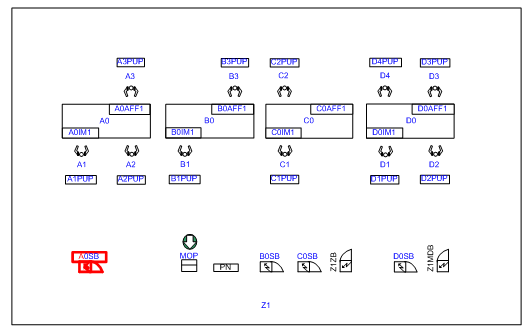 A3PUP B3PUP C2PUP D4PUP D3PUP
A3 B3 C2 D4 D3
A0AFF1 B0AFF1 C0AFF1 D0AFF1
A0 B0 C0 D0
A0IM1 B0IM1 C0IM1 D0IM1
A1 A2 B1 C1 D1 D2
A1PUP A2PUP B1PUP C1PUP D1PUP D2PUP
A0SB MOP PN B0SB C0SB Z1ZB D0SB Z1MDB
Z1